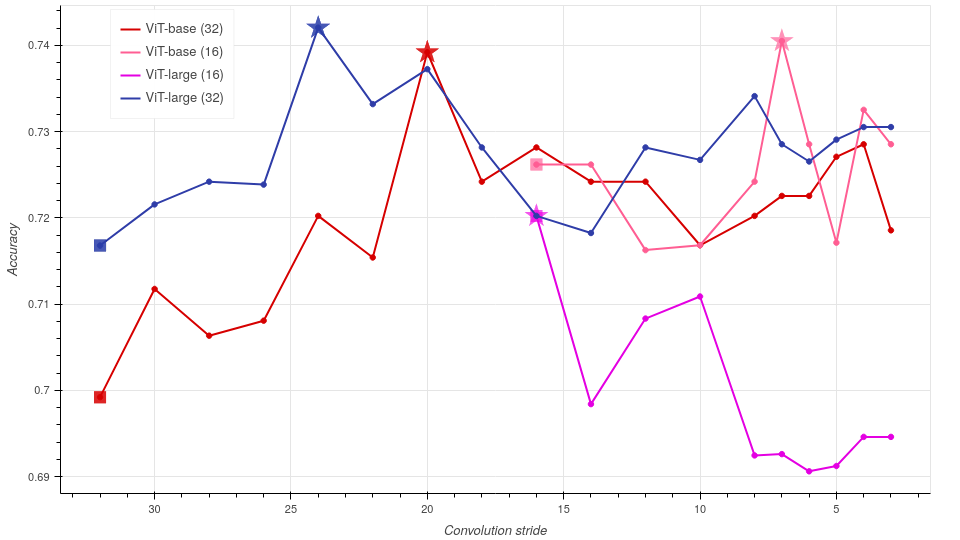 ViT-base (32)
ViT-base (16)
ViT-large (16)
ViT-large (32)
0.74
0.73
0.72
0.71
0.7
0.69
Accuracy
30
25
20
15
10
5
Convolution stride